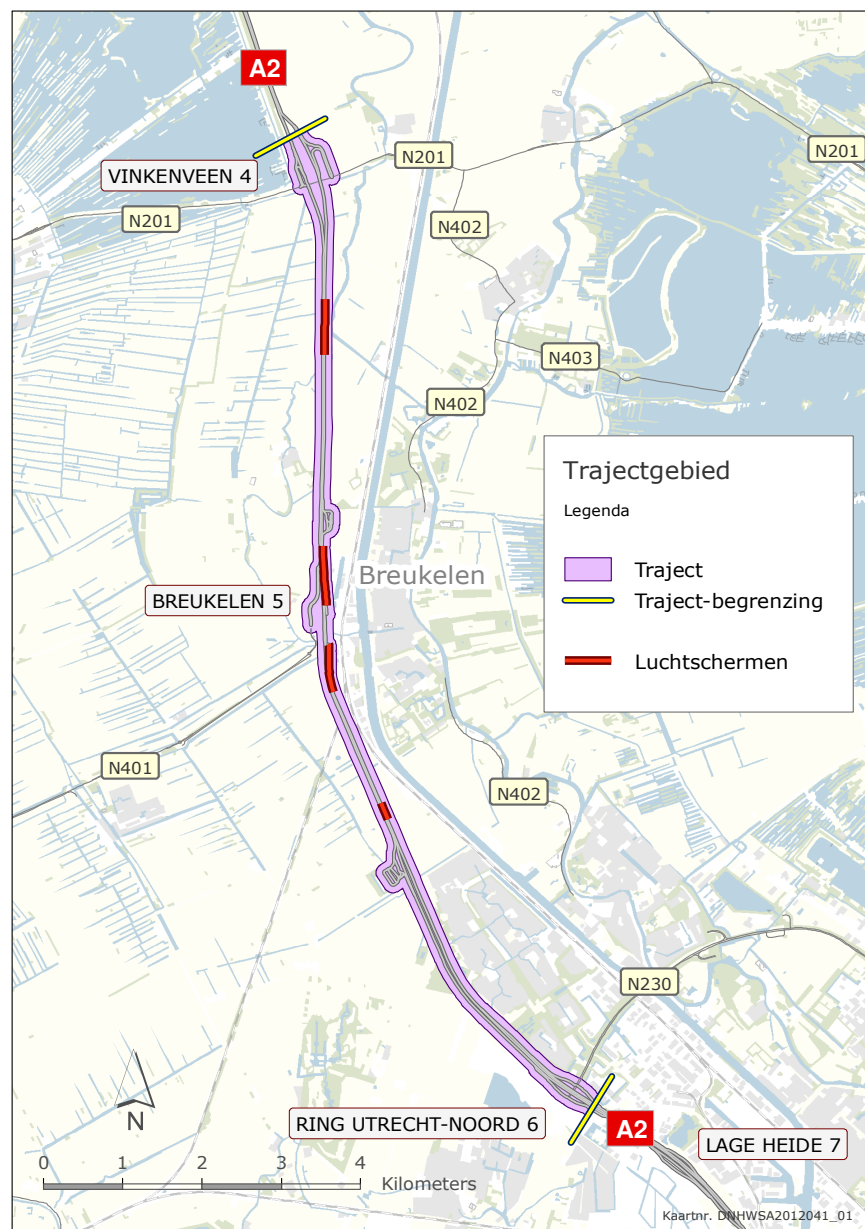 A2
N201
N201
VINKENVEEN 4
N201
N402
N403
N402
Trajectgebied
Legenda
Traject
Traject-begrenzing
Luchtschermen
Breukelen
BREUKELEN 5
N401
N402
N230
N
RING UTRECHT-NOORD 6
A2
LAGE HEIDE 7
0 1 2 3 4
Kilometers
Kaartnr. DNHWSA2012041_01